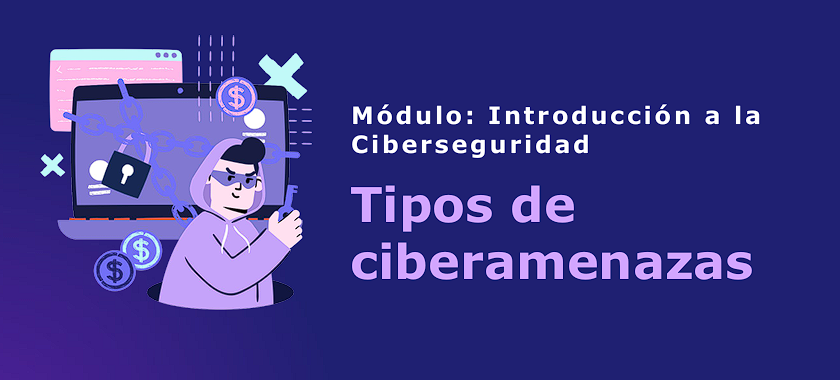 Módulo: Introducción a la
Ciberseguridad
Tipos de
ciberamenazas